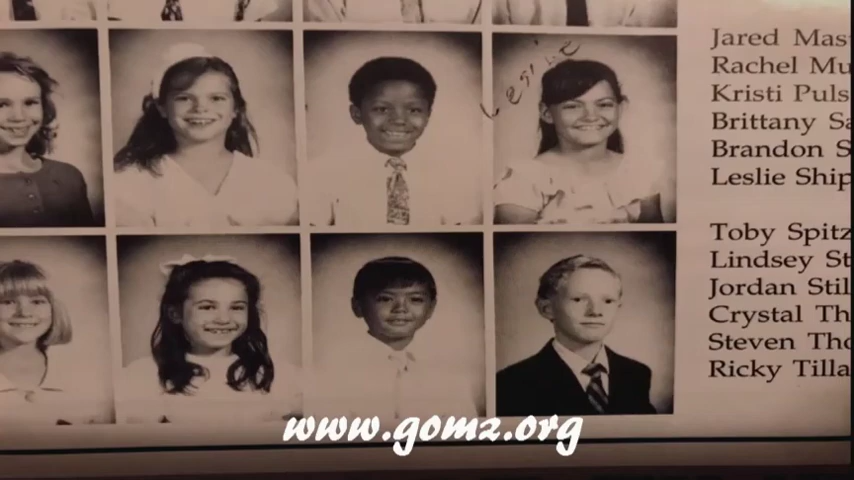 Leslie
Jared Mas
Rachel Mu
Kristi Puls
Brittany Sa
Brandon S
Leslie Ship
Toby Spitz
Lindsey St
Jordan Stil
Crystal Th
Steven Tho
Ricky Tilla
www.gomz.org